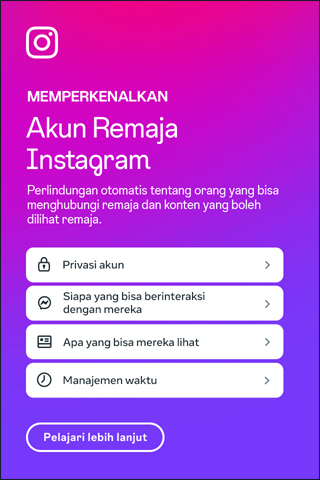 MEMPERKENALKAN
Akun Remaja
Instagram
Perlindungan otomatis tentang orang yang bisa
menghubungi remaja dan konten yang boleh
dilihat remaja.
Privasi akun
Siapa yang bisa berinteraksi
dengan mereka
Apa yang bisa mereka lihat
Manajemen waktu
Pelajari lebih lanjut